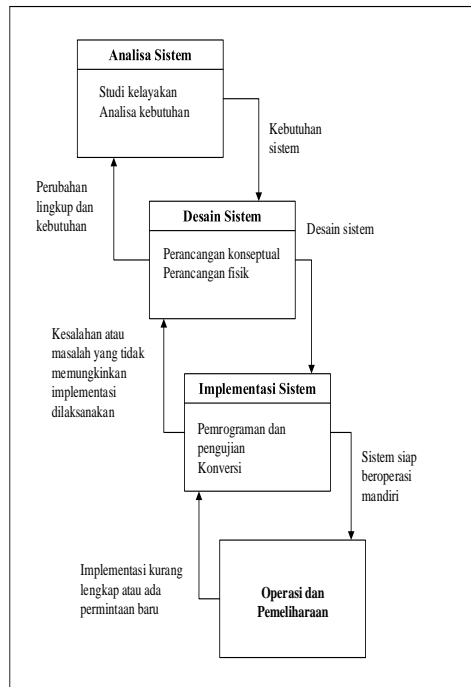 Analisa Sistem
Studi kelayakan
Analisa kebutuhan
Kebutuhan
sistem
Perubahan
lingkup dan
kebutuhan
Desain Sistem
Perancangan konseptual
Perancangan fisik
Desain sistem
Kesalahan atau
masalah yang tidak
memungkinkan
implementasi
dilaksanakan
Implementasi Sistem
Pemrograman dan
pengujian
Konversi
Sistem siap
beroperasi
mandiri
Implementasi kurang
lengkap atau ada
permintaan baru
Operasi dan
Pemeliharaan